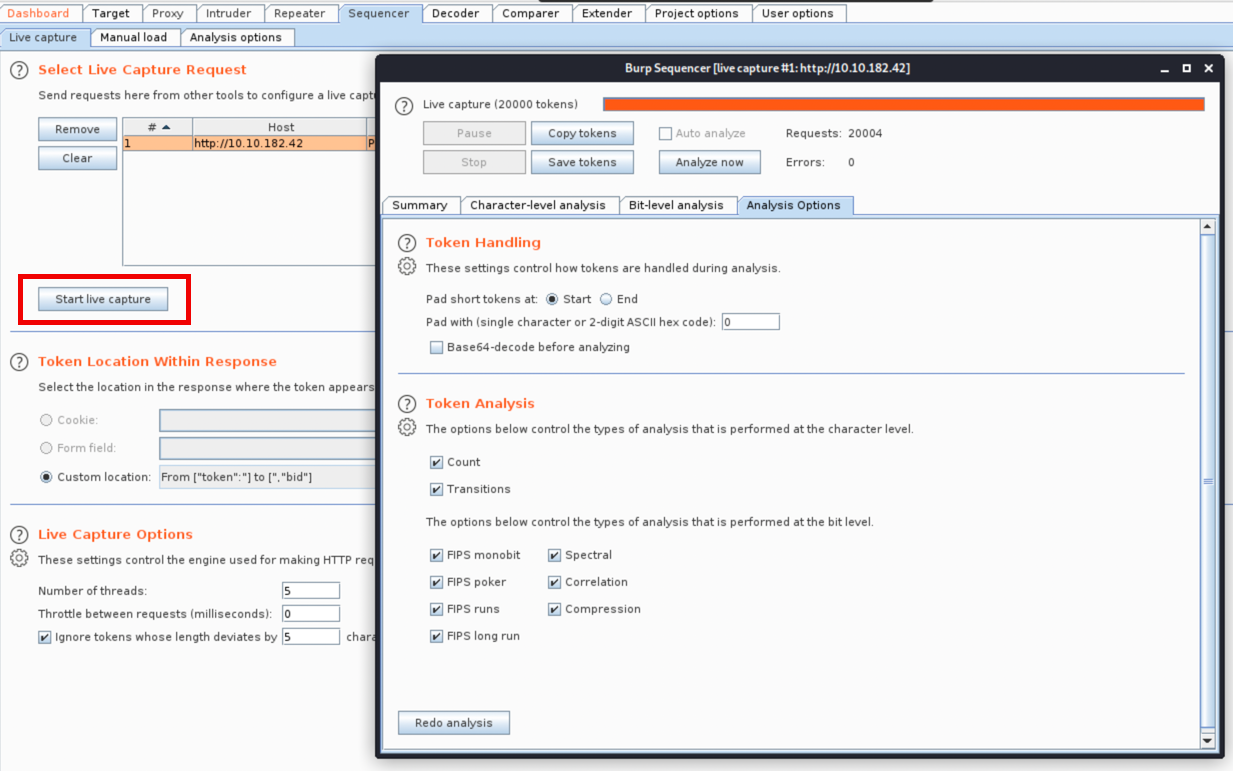 Dashboard Target Proxy Intruder Repeater Sequencer Decoder Comparer Extender Project options User options
Live capture Manual load Analysis options
Select Live Capture Request
Send requests here from other tools to configure a live capt
Remove
Clear
# Host
1 http://10.10.182.42 P
Start live capture
Token Location Within Response
Select the location in the response where the token appears
Cookie:
Form field:
Custom location: From ["token":"] to [","bid"]
Live Capture Options
These settings control the engine used for making HTTP req
Number of threads: 5
Throttle between requests (milliseconds): 0
Ignore tokens whose length deviates by 5 chara
Burp Sequencer [live capture #1: http://10.10.182.42]
Live capture (20000 tokens)
Pause Copy tokens Auto analyze Requests: 20004
Stop Save tokens Analyze now Errors: 0
Summary Character-level analysis Bit-level analysis Analysis Options
Token Handling
These settings control how tokens are handled during analysis.
Pad short tokens at: Start End
Pad with (single character or 2-digit ASCII hex code): 0
Base64-decode before analyzing
Token Analysis
The options below control the types of analysis that is performed at the character level.
Count
Transitions
The options below control the types of analysis that is performed at the bit level.
FIPS monobit Spectral
FIPS poker Correlation
FIPS runs Compression
FIPS long run
Redo analysis